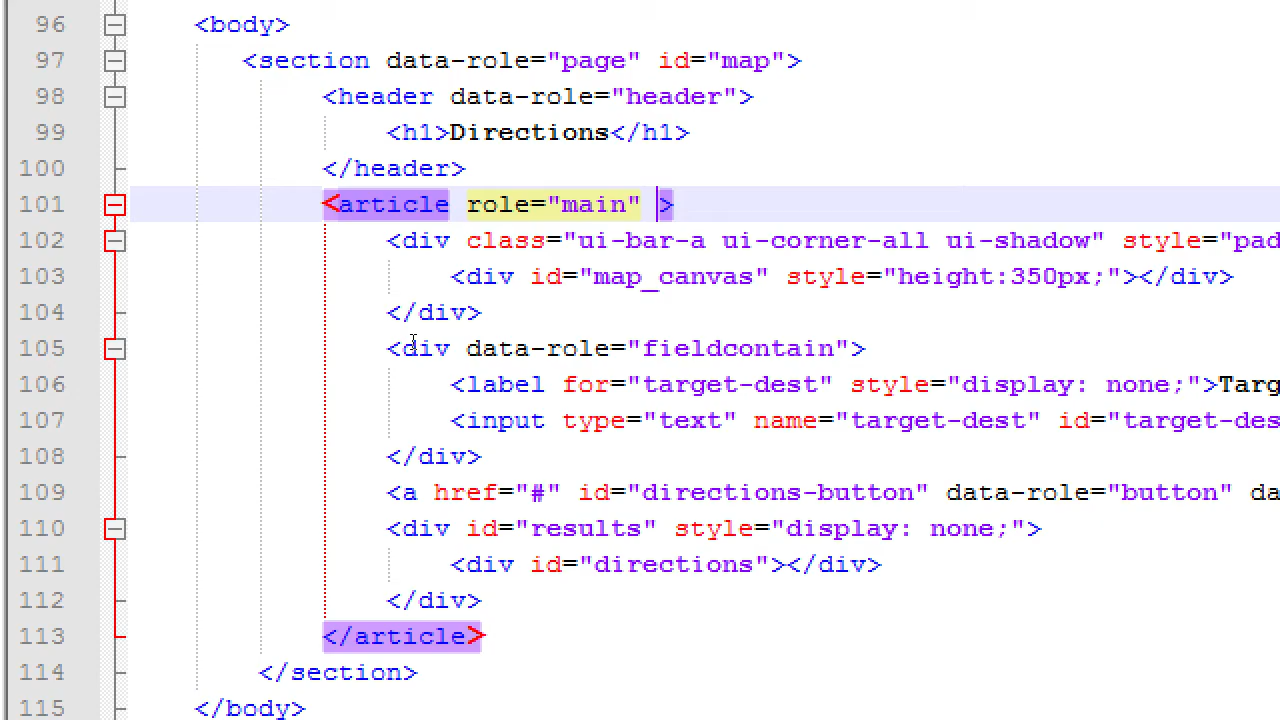 96 <body>
97 <section data-role="page" id="map">
98 <header data-role="header">
99 <h1>Directions</h1>
100 </header>
101 <article role="main" >
102 <div class="ui-bar-a ui-corner-all ui-shadow" style="pad
103 <div id="map_canvas" style="height:350px;"></div>
104 </div>
105 <div data-role="fieldcontain">
106 <label for="target-dest" style="display: none;">Targ
107 <input type="text" name="target-dest" id="target-des
108 </div>
109 <a href="#" id="directions-button" data-role="button" da
110 <div id="results" style="display: none;">
111 <div id="directions"></div>
112 </div>
113 </article>
114 </section>
115 </body>